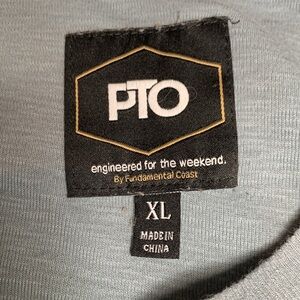 PTO
engineered for the weekend.
By Fundamental Coast
XL
MADE IN
CHINA